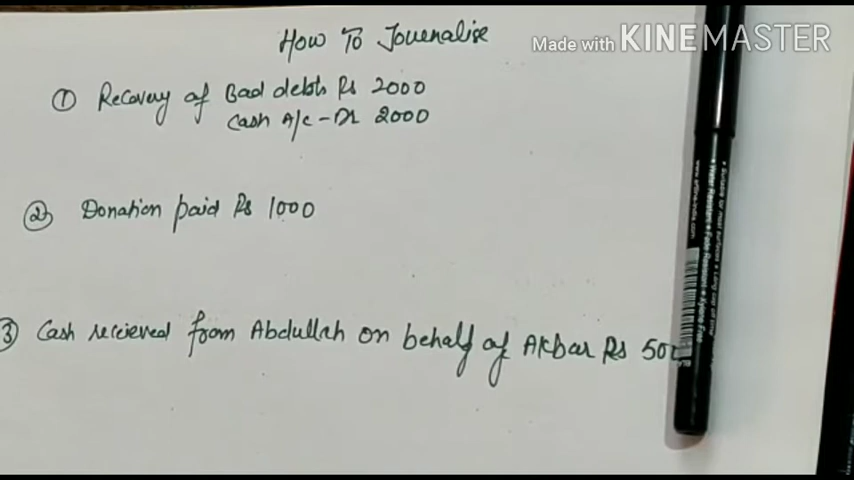 Made with KINEMASTER
How To Journalise
① Recovery of Bad debts Rs 2000
Cash A/c - Dr 2000
② Donation paid Rs 1000
③ Cash recieved from Abdullah on behalf of Akbar Rs